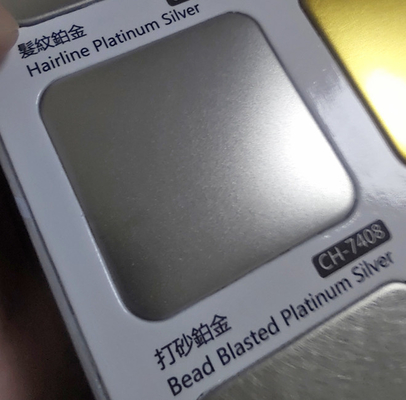 髮紋鉑金
Hairline Platinum Silver
CH-7408
打砂鉑金
Bead Blasted Platinum Silver